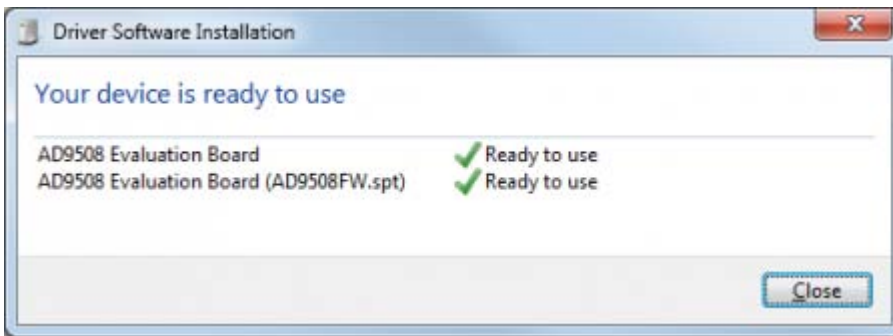 Driver Software Installation
Your device is ready to use
AD9508 Evaluation Board Ready to use
AD9508 Evaluation Board (AD9508FW.spt) Ready to use
Close